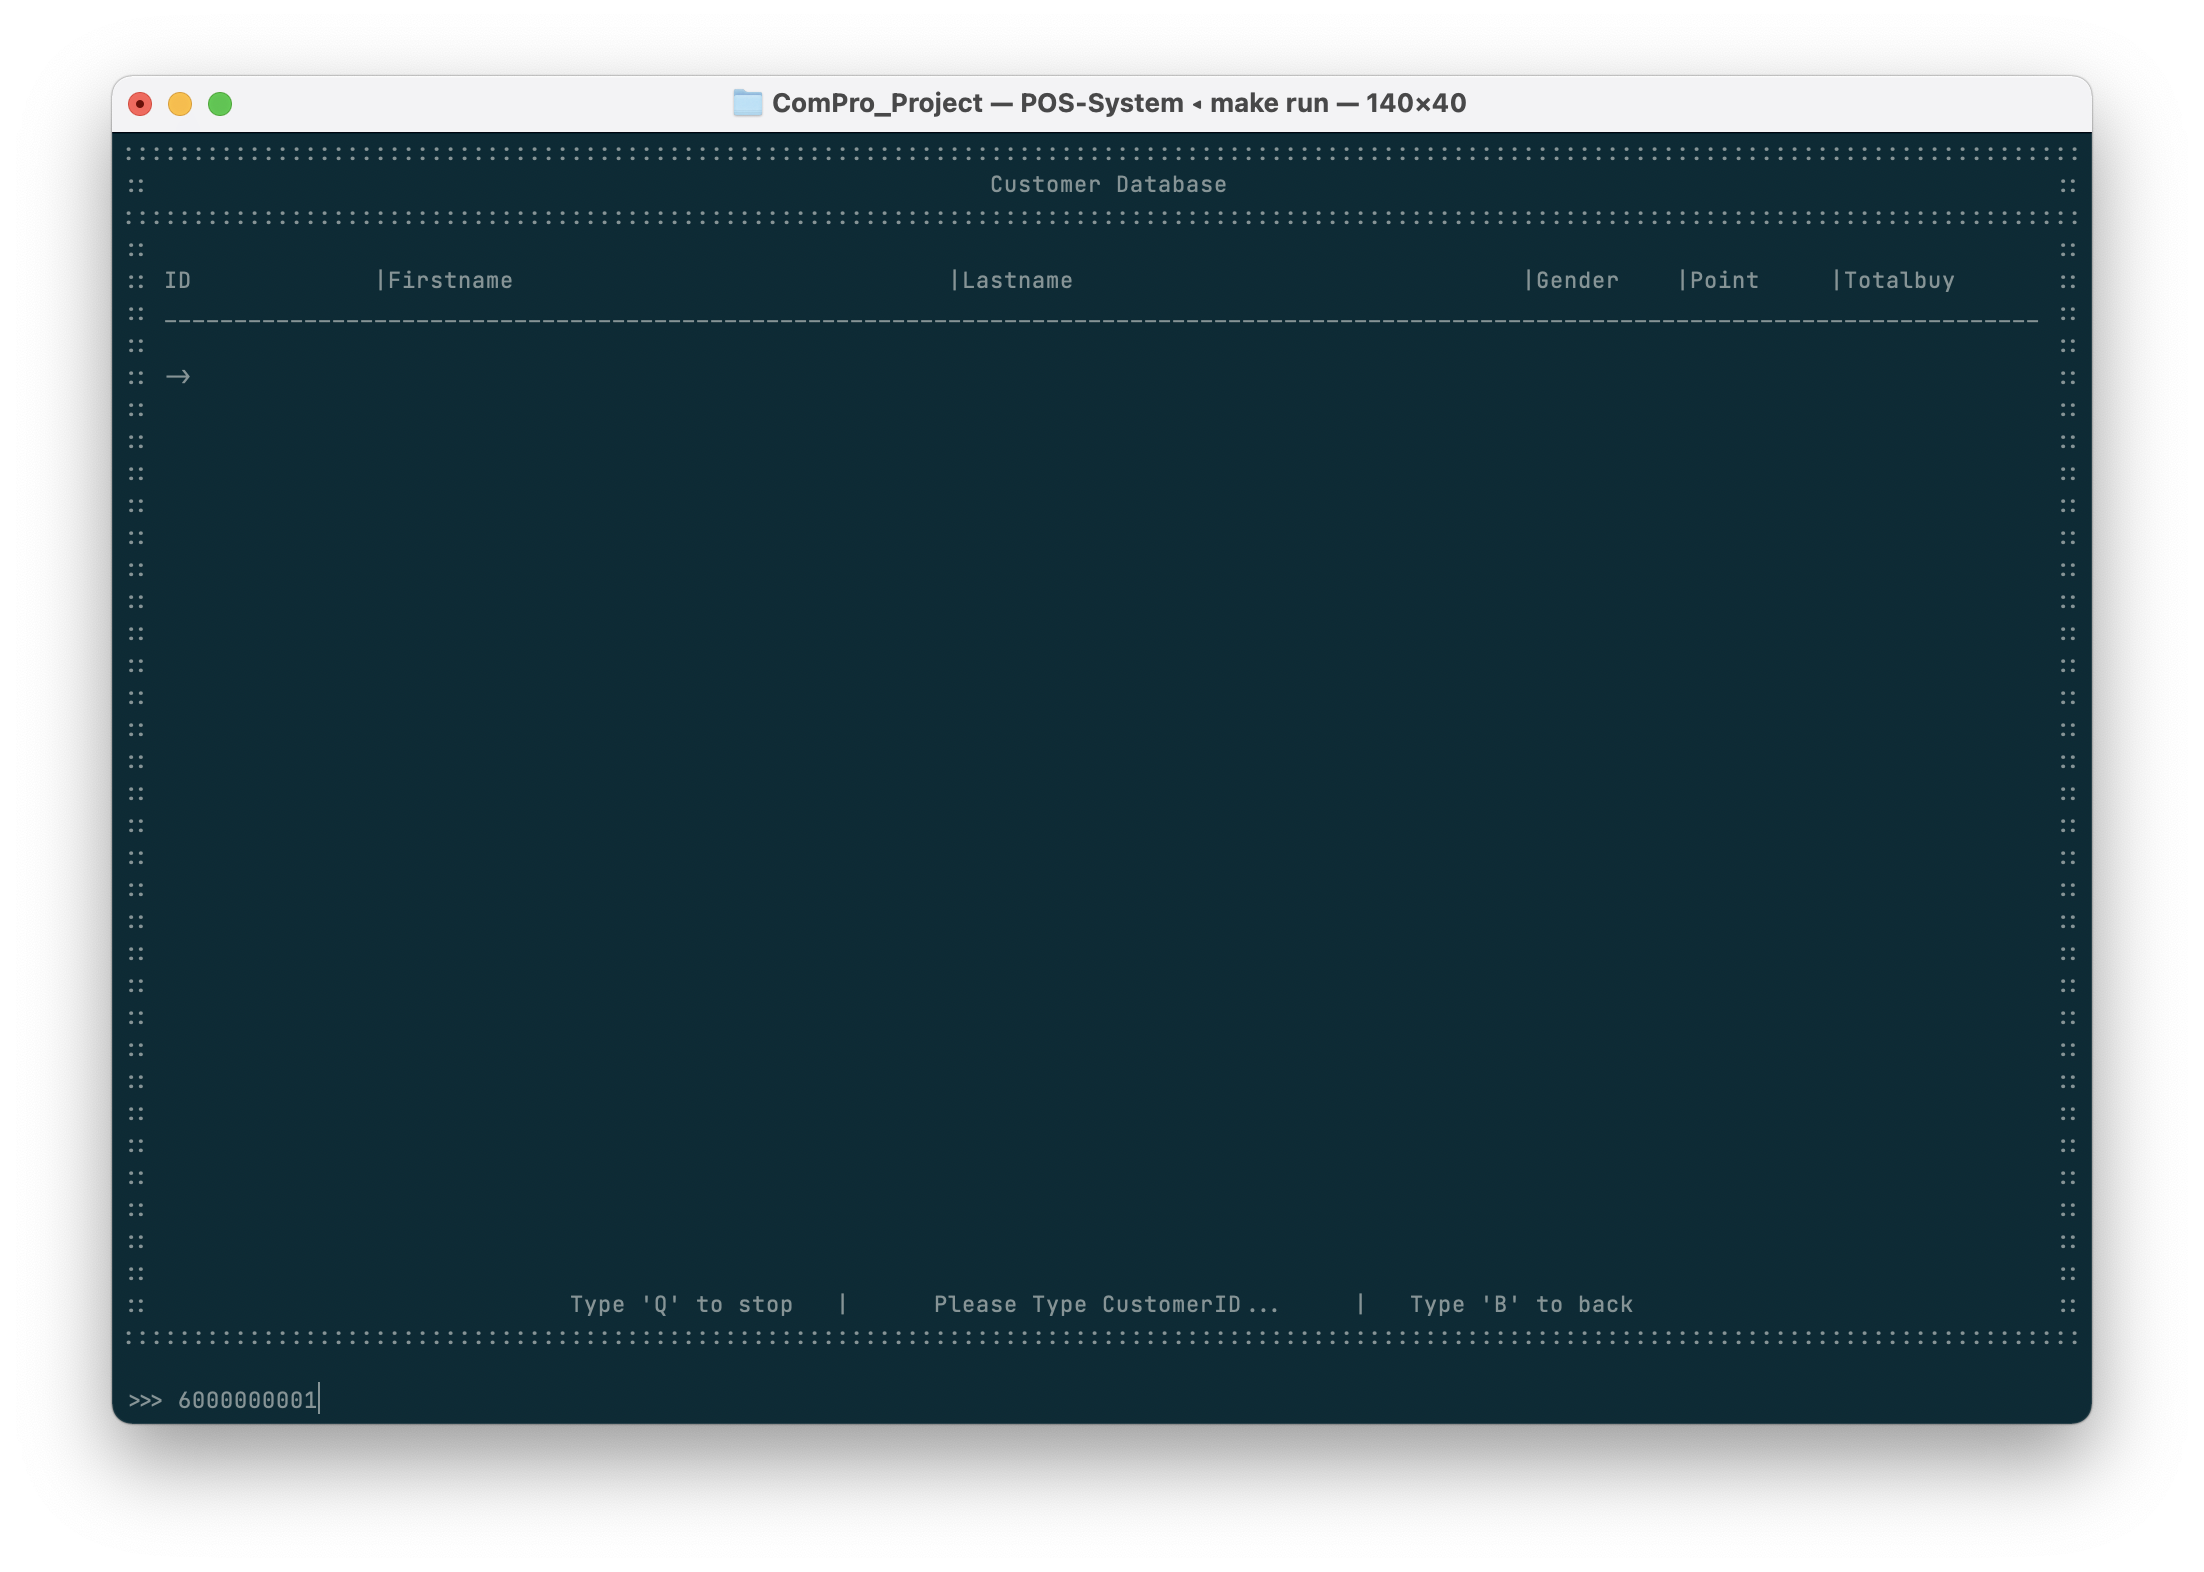 ComPro_Project — POS-System ◂ make run — 140×40
Customer Database
ID |Firstname |Lastname |Gender |Point |Totalbuy
→
Type 'Q' to stop | Please Type CustomerID... | Type 'B' to back
>>> 6000000001